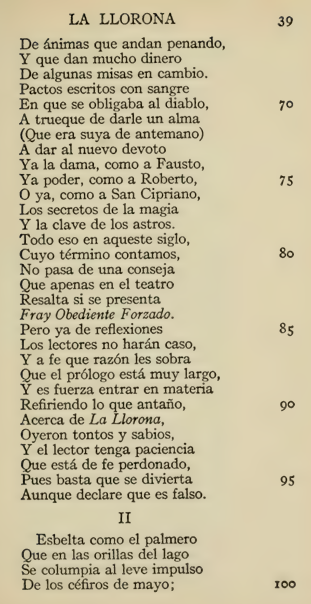 LA LLORONA 39
De ánimas que andan penando,
Y que dan mucho dinero
De algunas misas en cambio.
Pactos escritos con sangre
En que se obligaba al diablo, 70
A trueque de darle un alma
(Que era suya de antemano)
A dar al nuevo devoto
Ya la dama, como a Fausto,
Ya poder, como a Roberto, 75
O ya, como a San Cipriano,
Los secretos de la magia
Y la clave de los astros.
Todo eso en aqueste siglo,
Cuyo término contamos, 80
No pasa de una conseja
Que apenas en el teatro
Resalta si se presenta
Fray Obediente Forzado.
Pero ya de reflexiones 85
Los lectores no harán caso,
Y a fe que razón les sobra
Que el prólogo está muy largo,
Y es fuerza entrar en materia
Refiriendo lo que antaño, 90
Acerca de La Llorona,
Oyeron tontos y sabios,
Y el lector tenga paciencia
Que está de fe perdonado,
Pues basta que se divierta 95
Aunque declare que es falso.
II
Esbelta como el palmero
Que en las orillas del lago
Se columpia al leve impulso
De los céfiros de mayo; 100